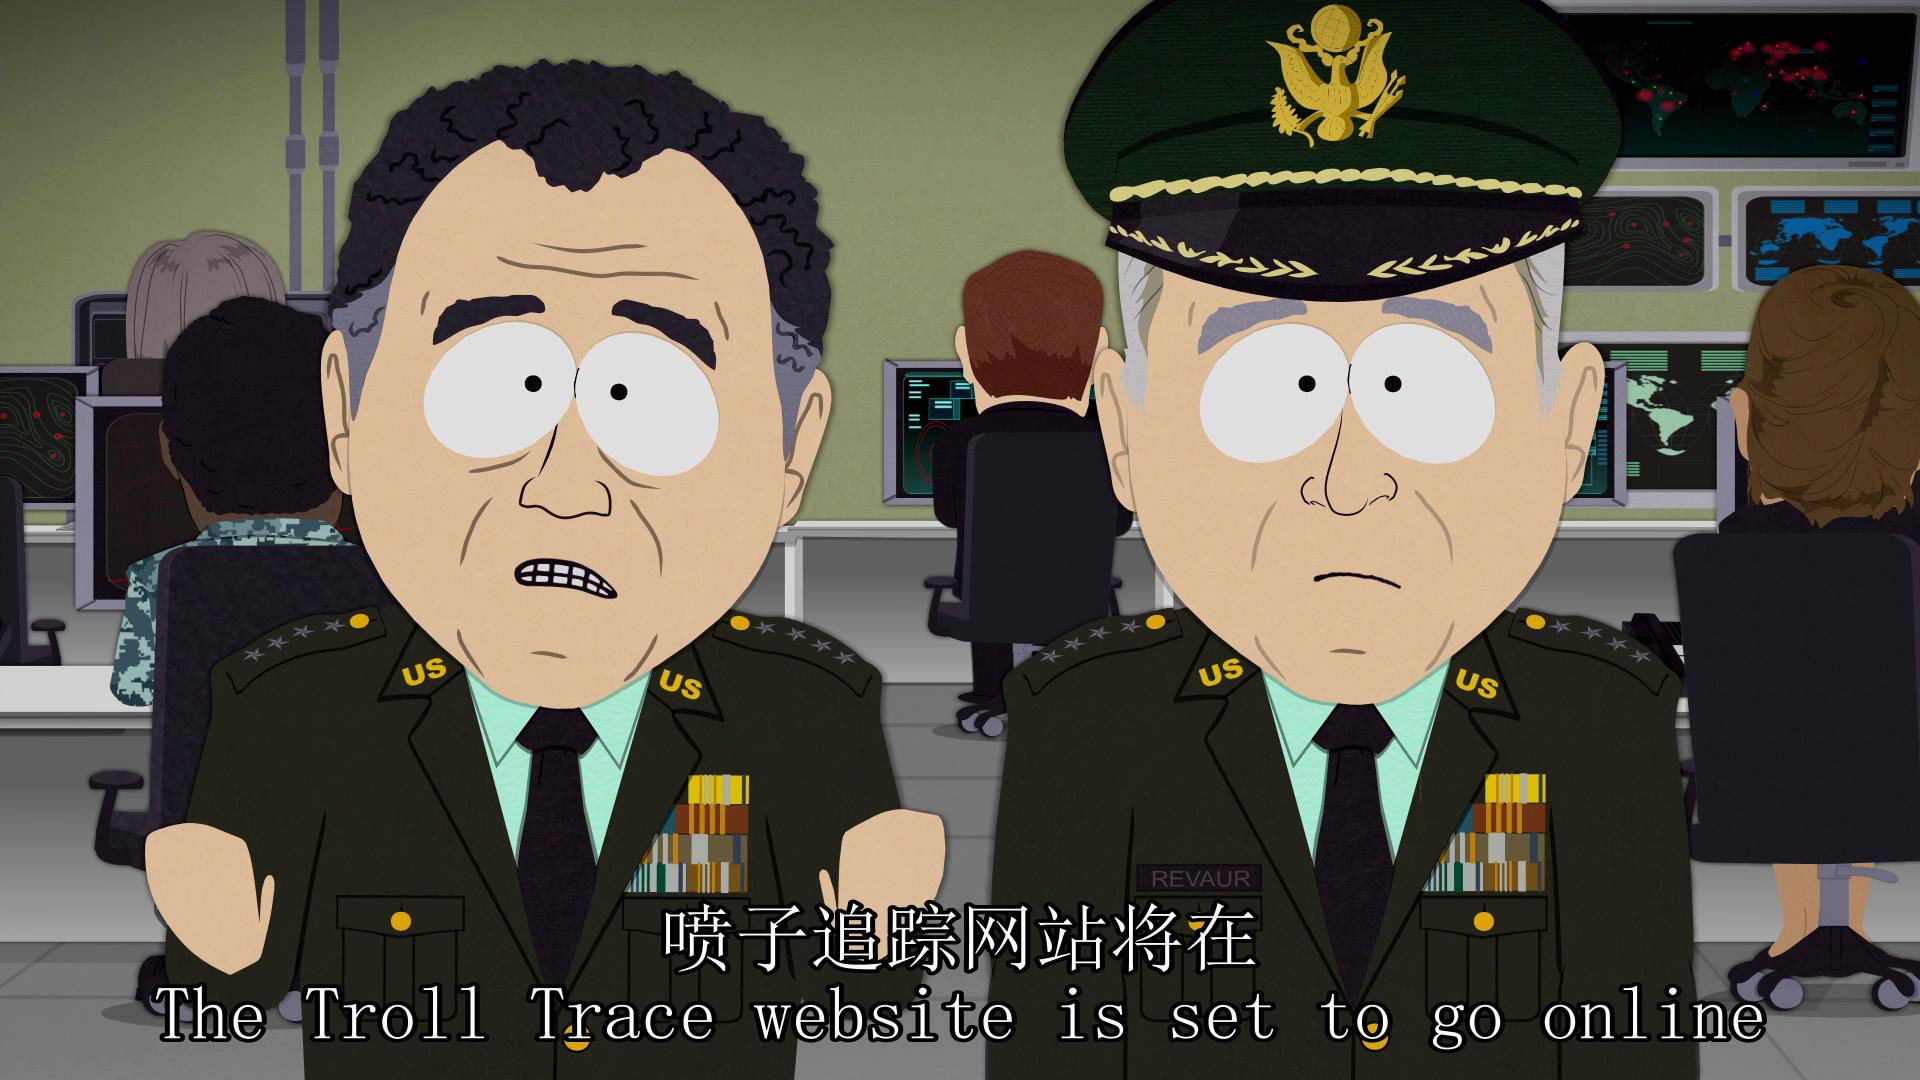 US
US
US
US
REVAUR
喷子追踪网站将在
The Troll Trace website is set to go online